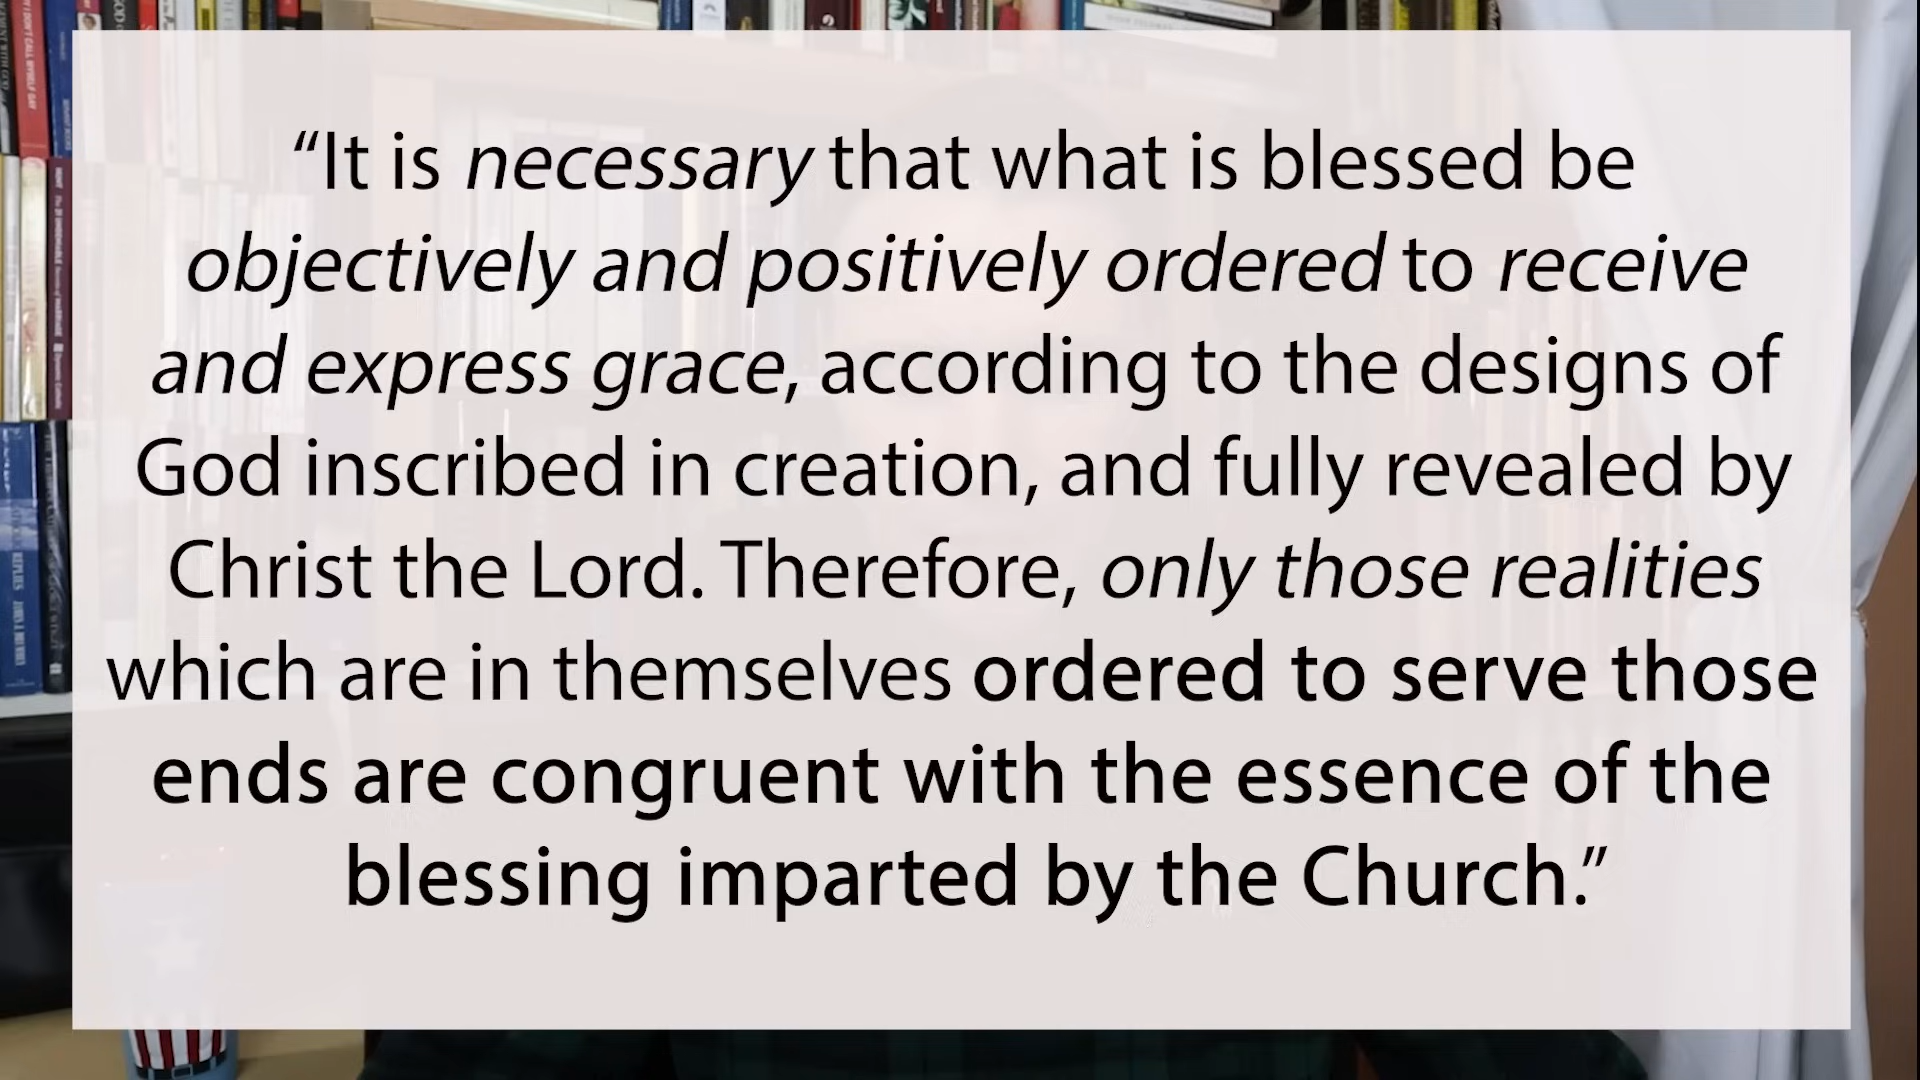 “It is necessary that what is blessed be
objectively and positively ordered to receive
and express grace, according to the designs of
God inscribed in creation, and fully revealed by
Christ the Lord. Therefore, only those realities
which are in themselves ordered to serve those
ends are congruent with the essence of the
blessing imparted by the Church.”